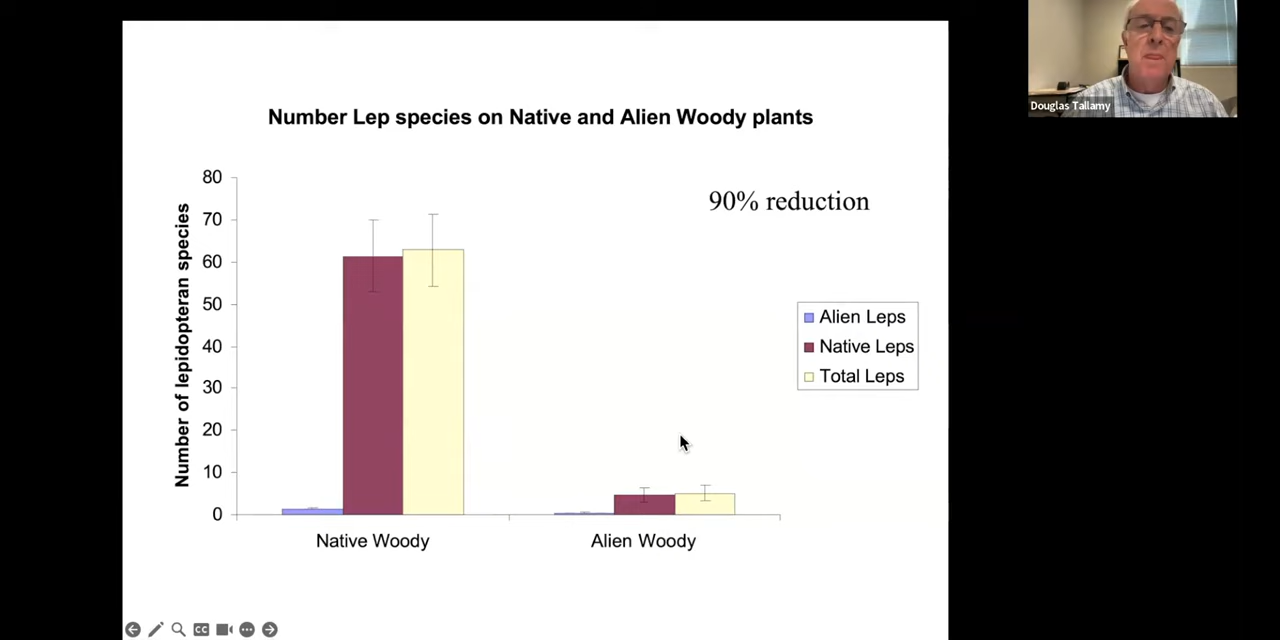 Douglas Tallamy
Number Lep species on Native and Alien Woody plants
90% reduction
Number of lepidopteran species
80
70
60
50
40
30
20
10
0
Native Woody
Alien Woody
Alien Leps
Native Leps
Total Leps
CC